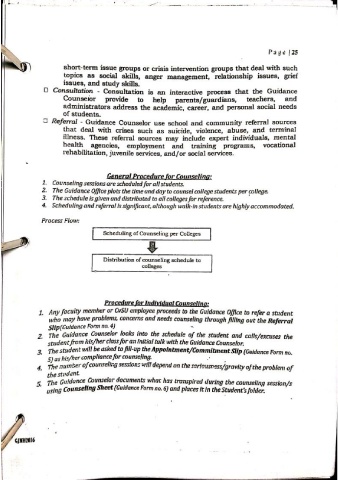 Page | 25
short-term issue groups or crisis intervention groups that deal with such
topics as social skills, anger management, relationship issues, grief
issues, and study skills.
□ Consultation - Consultation is an interactive process that the Guidance
Counselor provide to help parents/guardians, teachers, and
administrators address the academic, career, and personal social needs
of students.
□ Referral - Guidance Counselor use school and community referral sources
that deal with crises such as suicide, violence, abuse, and terminal
illness. These referral sources may include expert individuals, mental
health agencies, employment and training programs, vocational
rehabilitation, juvenile services, and/or social services.
General Procedure for Counseling:
1. Counseling sessions are scheduled for all students.
2. The Guidance Office plots the time and day to counsel college students per college.
3. The schedule is given and distributed to all colleges for reference.
4. Scheduling and referral is significant, although walk-in students are highly accommodated.
Process Flow:
Scheduling of Counseling per Colleges
Distribution of counseling schedule to
colleges
Procedure for Individual Counseling:
1. Any faculty member or CvSU employee proceeds to the Guidance Office to refer a student
who may have problems, concerns and needs counseling through filling out the Referral
Slip (Guidance Form no. 4)
2. The Guidance Counselor looks into the schedule of the student and calls/excuses the
student from his/her class for an initial talk with the Guidance Counselor.
3. The student will be asked to fill-up the Appointment/Commitment Slip (Guidance Form no.
5) as his/her compliance for counseling.
4. The number of counseling sessions will depend on the seriousness/gravity of the problem of
the student.
5. The Guidance Counselor documents what has transpired during the counseling session/s
using Counseling Sheet (Guidance Form no. 6) and places it in the Student's folder.